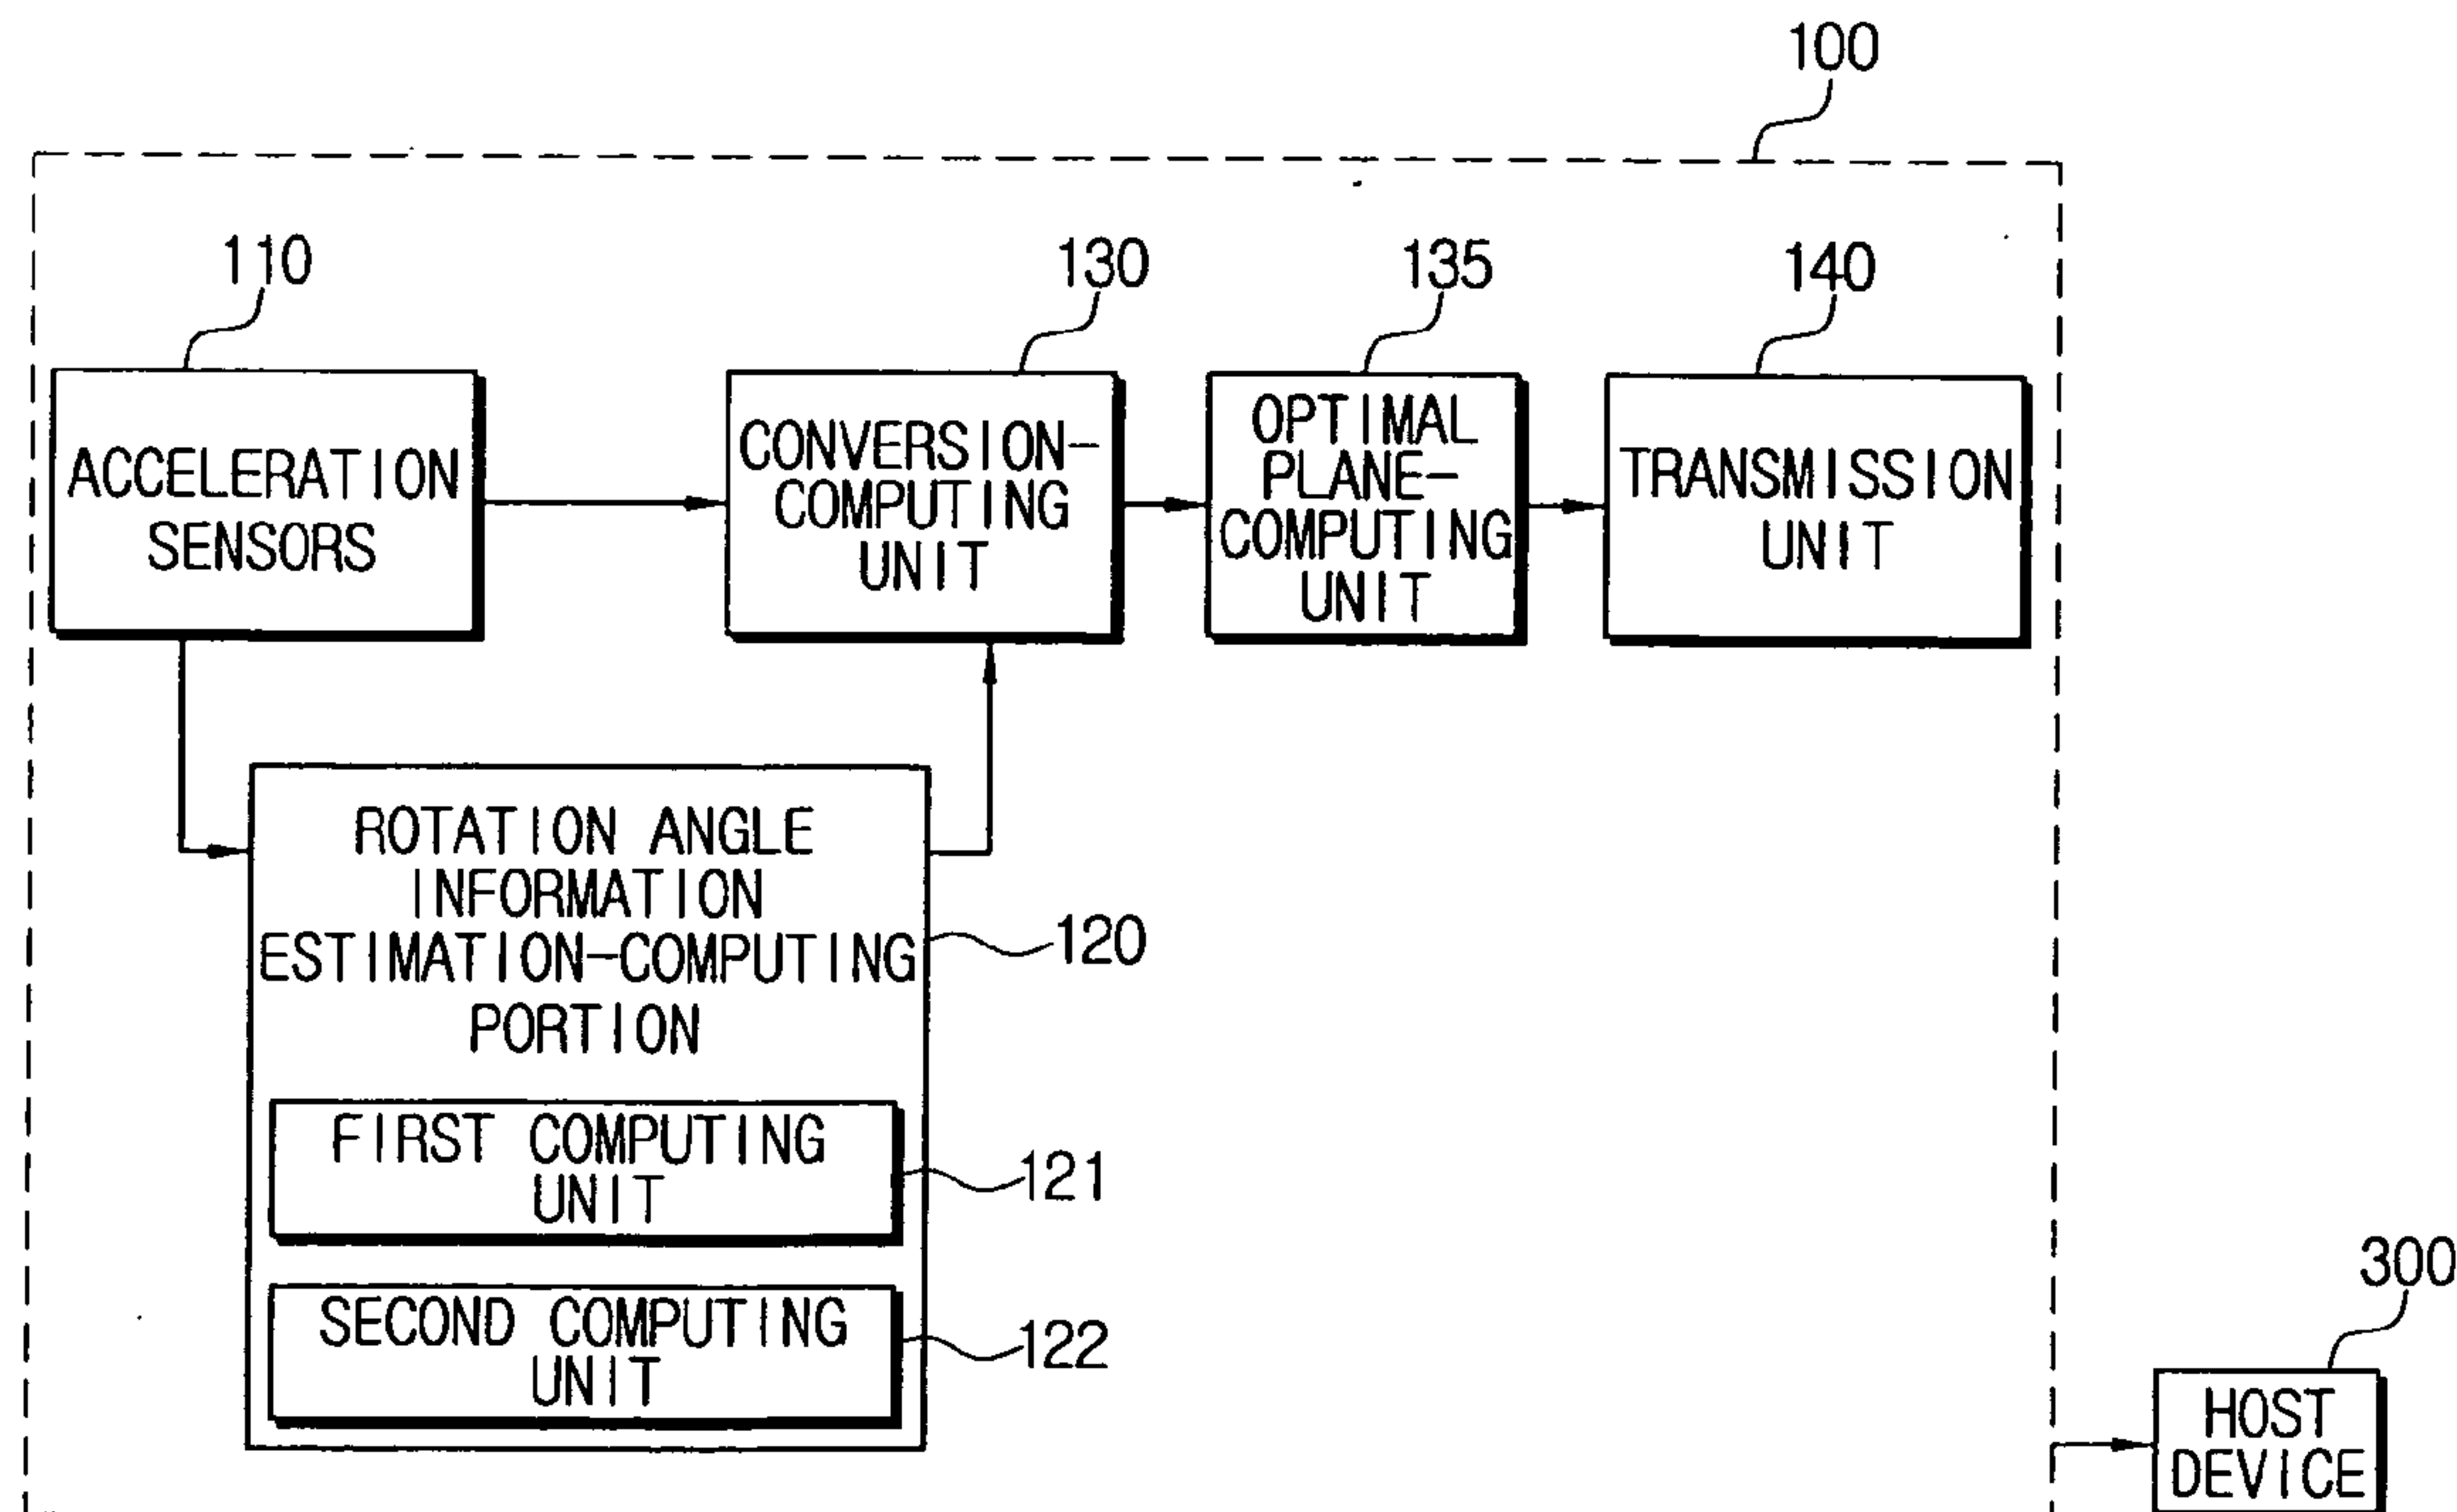 100
110
130
135
140
ACCELERATION
SENSORS
CONVERSION-
COMPUTING
UNIT
OPTIMAL
PLANE-
COMPUTING
UNIT
TRANSMISSION
UNIT
ROTATION ANGLE
INFORMATION
ESTIMATION-COMPUTING
PORTION
120
FIRST COMPUTING
UNIT
121
SECOND COMPUTING
UNIT
122
300
HOST
DEVICE